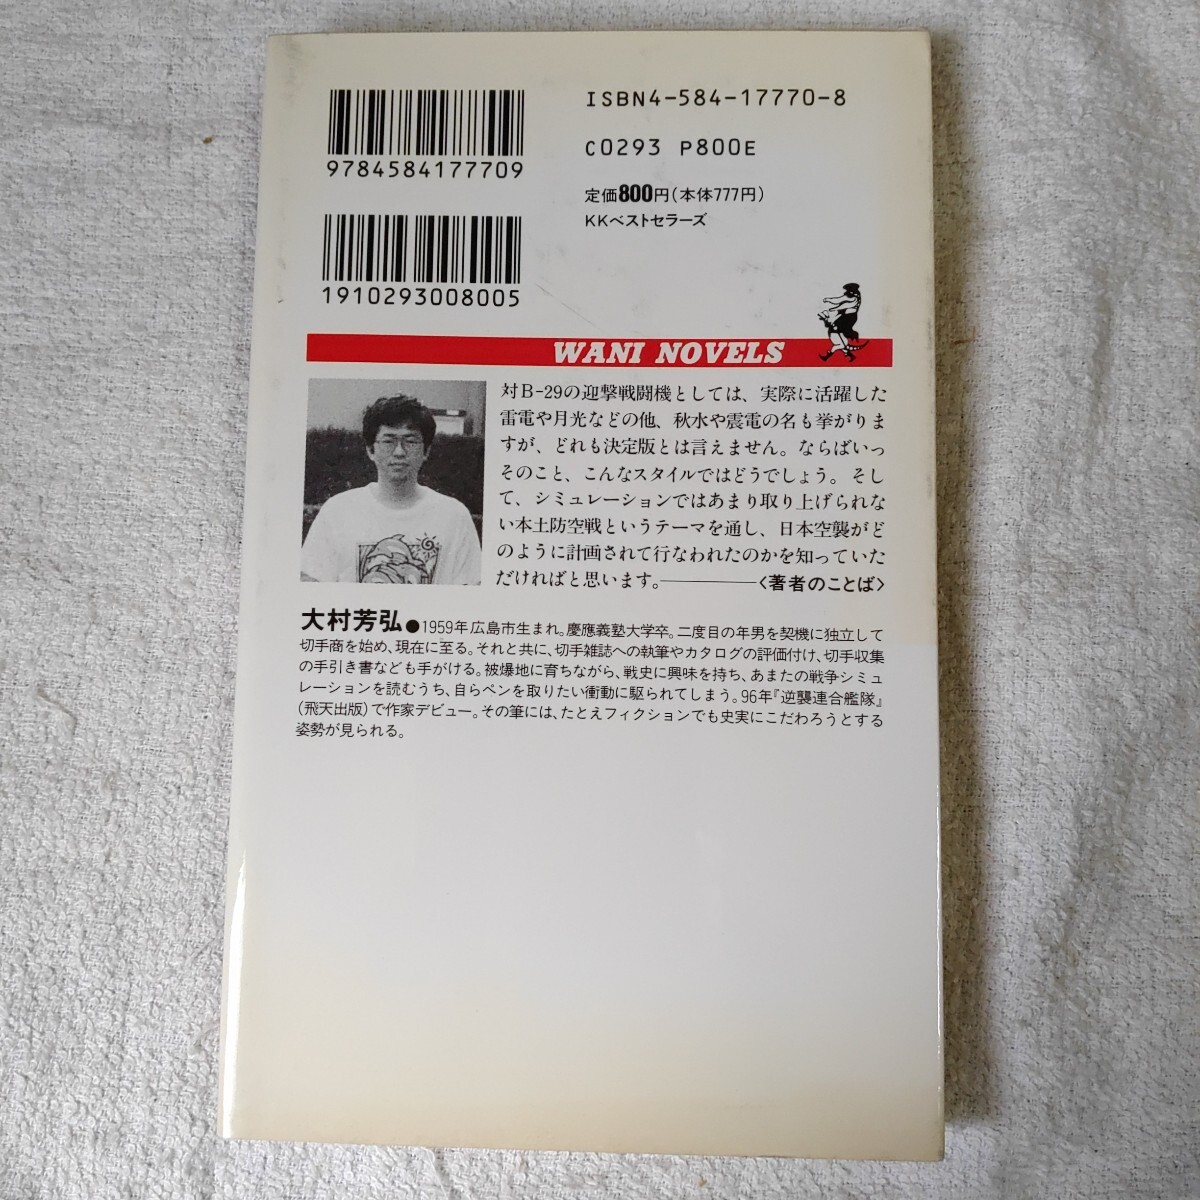 ISBN4-584-17770-8
9784584177709
C0293 P800E
定価800円(本体777円)
KKベストセラーズ
1910293008005
WANI NOVELS
対B-29の迎撃戦闘機としては、実際に活躍した
雷電や月光などの他、秋水や震電の名も挙がりま
すが、どれも決定版とは言えません。ならばいっ
そのこと、こんなスタイルではどうでしょう。そし
て、シミュレーションではあまり取り上げられな
い本土防空戦というテーマを通し、日本空襲がど
のように計画されて行なわれたのかを知っていた
だければと思います。————〈著者のことば〉
大村芳弘●1959年広島市生まれ。慶應義塾大学卒。二度目の年男を契機に独立して
切手商を始め、現在に至る。それと共に、切手雑誌への執筆やカタログの評価付け、切手収集
の手引き書なども手がける。被爆地に育ちながら、戦史に興味を持ち、あまたの戦争シミュ
レーションを読むうち、自らペンを取りたい衝動に駆られてしまう。96年『逆襲連合艦隊』
(飛天出版)で作家デビュー。その筆には、たとえフィクションでも史実にこだわろうとする
姿勢が見られる。